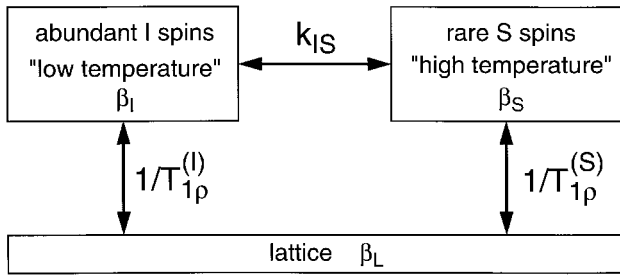 abundant I spins
"low temperature"
βI
kIS
rare S spins
"high temperature"
βS
1/T1ρ(I)
1/T1ρ(S)
lattice βL